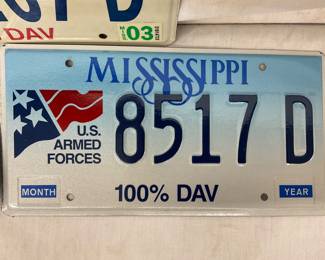 DAV
03
MISSISSIPPI
U.S.
ARMED
FORCES
8517 D
MONTH
100% DAV
YEAR